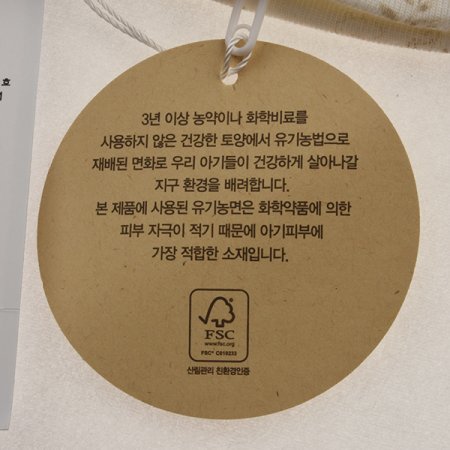 3년 이상 농약이나 화학비료를
사용하지 않은 건강한 토양에서 유기농법으로
재배된 면화로 우리 아기들이 건강하게 살아나갈
지구 환경을 배려합니다.
본 제품에 사용된 유기농면은 화학약품에 의한
피부 자극이 적기 때문에 아기피부에
가장 적합한 소재입니다.
FSC
www.fsc.org
FSC® C019233
산림관리 친환경인증
호